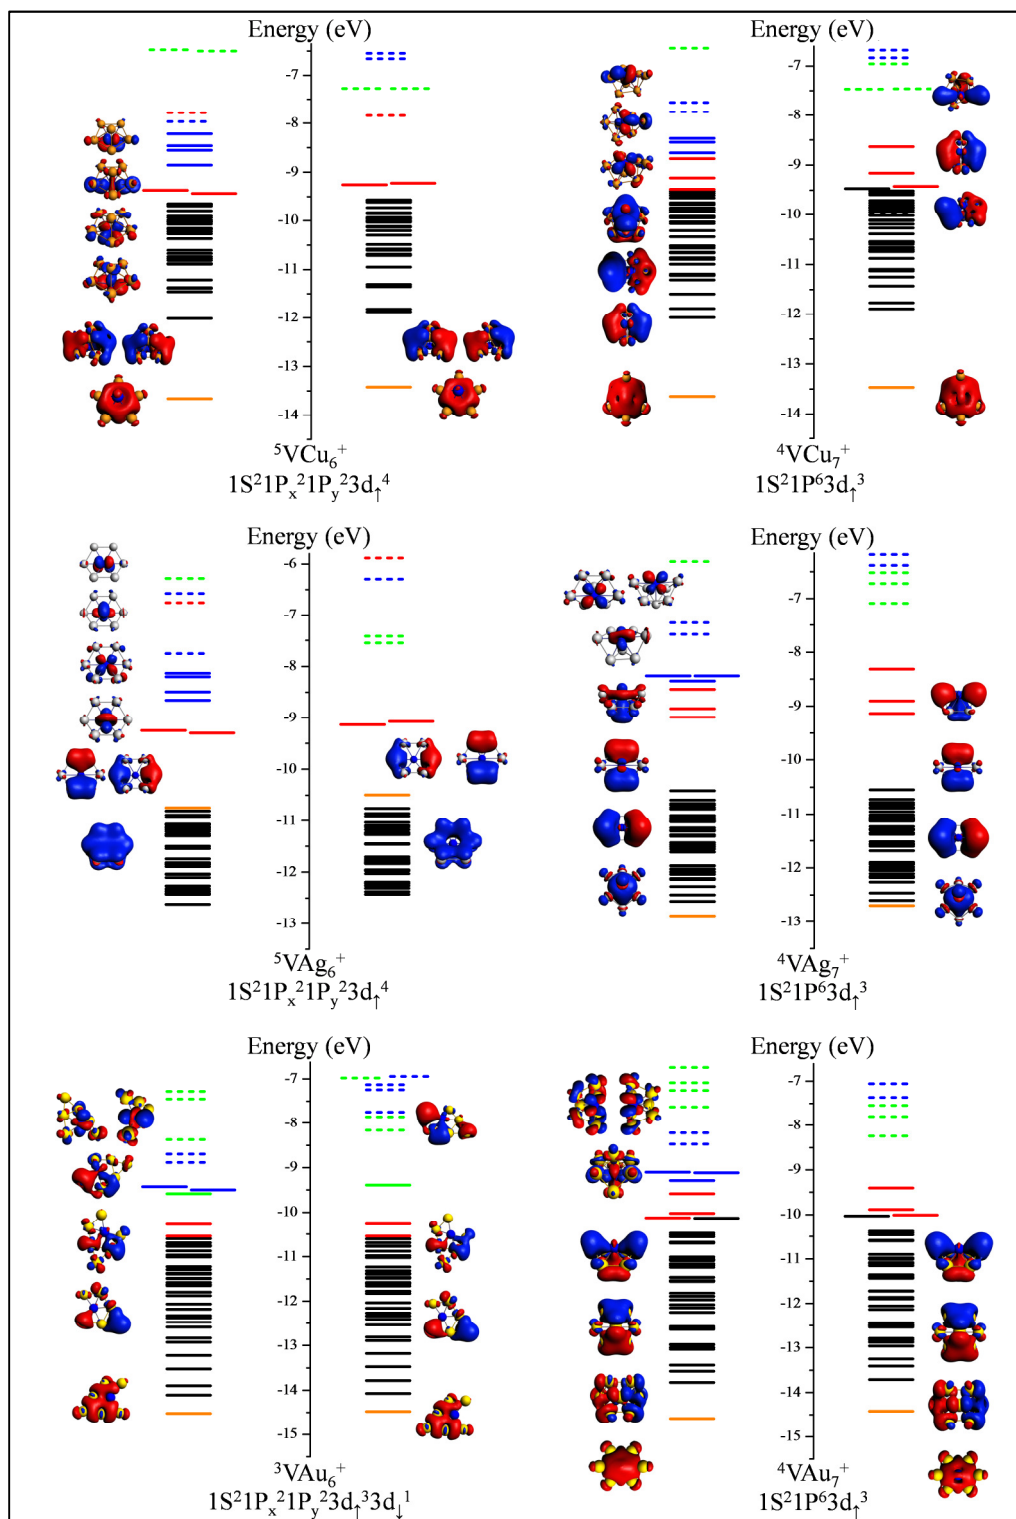 Energy (eV)
-7
-8
-9
-10
-11
-12
-13
-14
⁵VCu₆⁺
1S²1Pₓ²1Pᵧ²3d↑⁴
Energy (eV)
-7
-8
-9
-10
-11
-12
-13
-14
⁴VCu₇⁺
1S²1P⁶3d↑³
Energy (eV)
-6
-7
-8
-9
-10
-11
-12
-13
⁵VAg₆⁺
1S²1Pₓ²1Pᵧ²3d↑⁴
Energy (eV)
-7
-8
-9
-10
-11
-12
-13
⁴VAg₇⁺
1S²1P⁶3d↑³
Energy (eV)
-7
-8
-9
-10
-11
-12
-13
-14
-15
³VAu₆⁺
1S²1Pₓ²1Pᵧ²3d↑³3d↓¹
Energy (eV)
-7
-8
-9
-10
-11
-12
-13
-14
-15
⁴VAu₇⁺
1S²1P⁶3d↑³